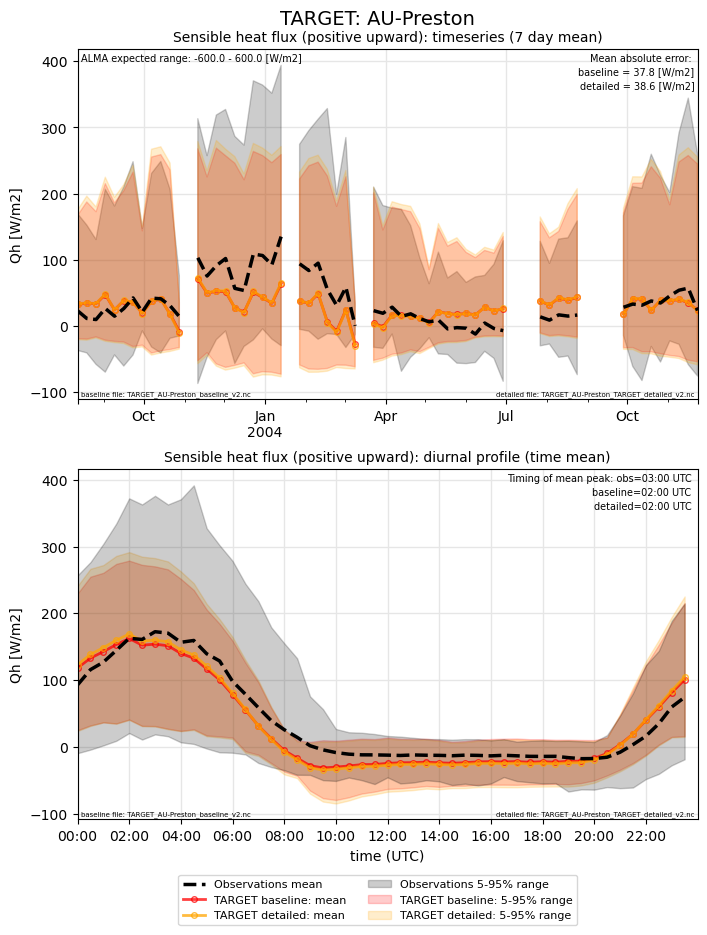 TARGET: AU-Preston
Sensible heat flux (positive upward): timeseries (7 day mean)
ALMA expected range: -600.0 - 600.0 [W/m2]
Mean absolute error:
baseline = 37.8 [W/m2]
detailed = 38.6 [W/m2]
400
300
200
100
0
−100
Qh [W/m2]
baseline file: TARGET_AU-Preston_baseline_v2.nc
detailed file: TARGET_AU-Preston_TARGET_detailed_v2.nc
Oct
Jan
2004
Apr
Jul
Oct
Sensible heat flux (positive upward): diurnal profile (time mean)
Timing of mean peak: obs=03:00 UTC
baseline=02:00 UTC
detailed=02:00 UTC
400
300
200
100
0
−100
Qh [W/m2]
baseline file: TARGET_AU-Preston_baseline_v2.nc
detailed file: TARGET_AU-Preston_TARGET_detailed_v2.nc
00:00 02:00 04:00 06:00 08:00 10:00 12:00 14:00 16:00 18:00 20:00 22:00
time (UTC)
Observations mean
TARGET baseline: mean
TARGET detailed: mean
Observations 5-95% range
TARGET baseline: 5-95% range
TARGET detailed: 5-95% range